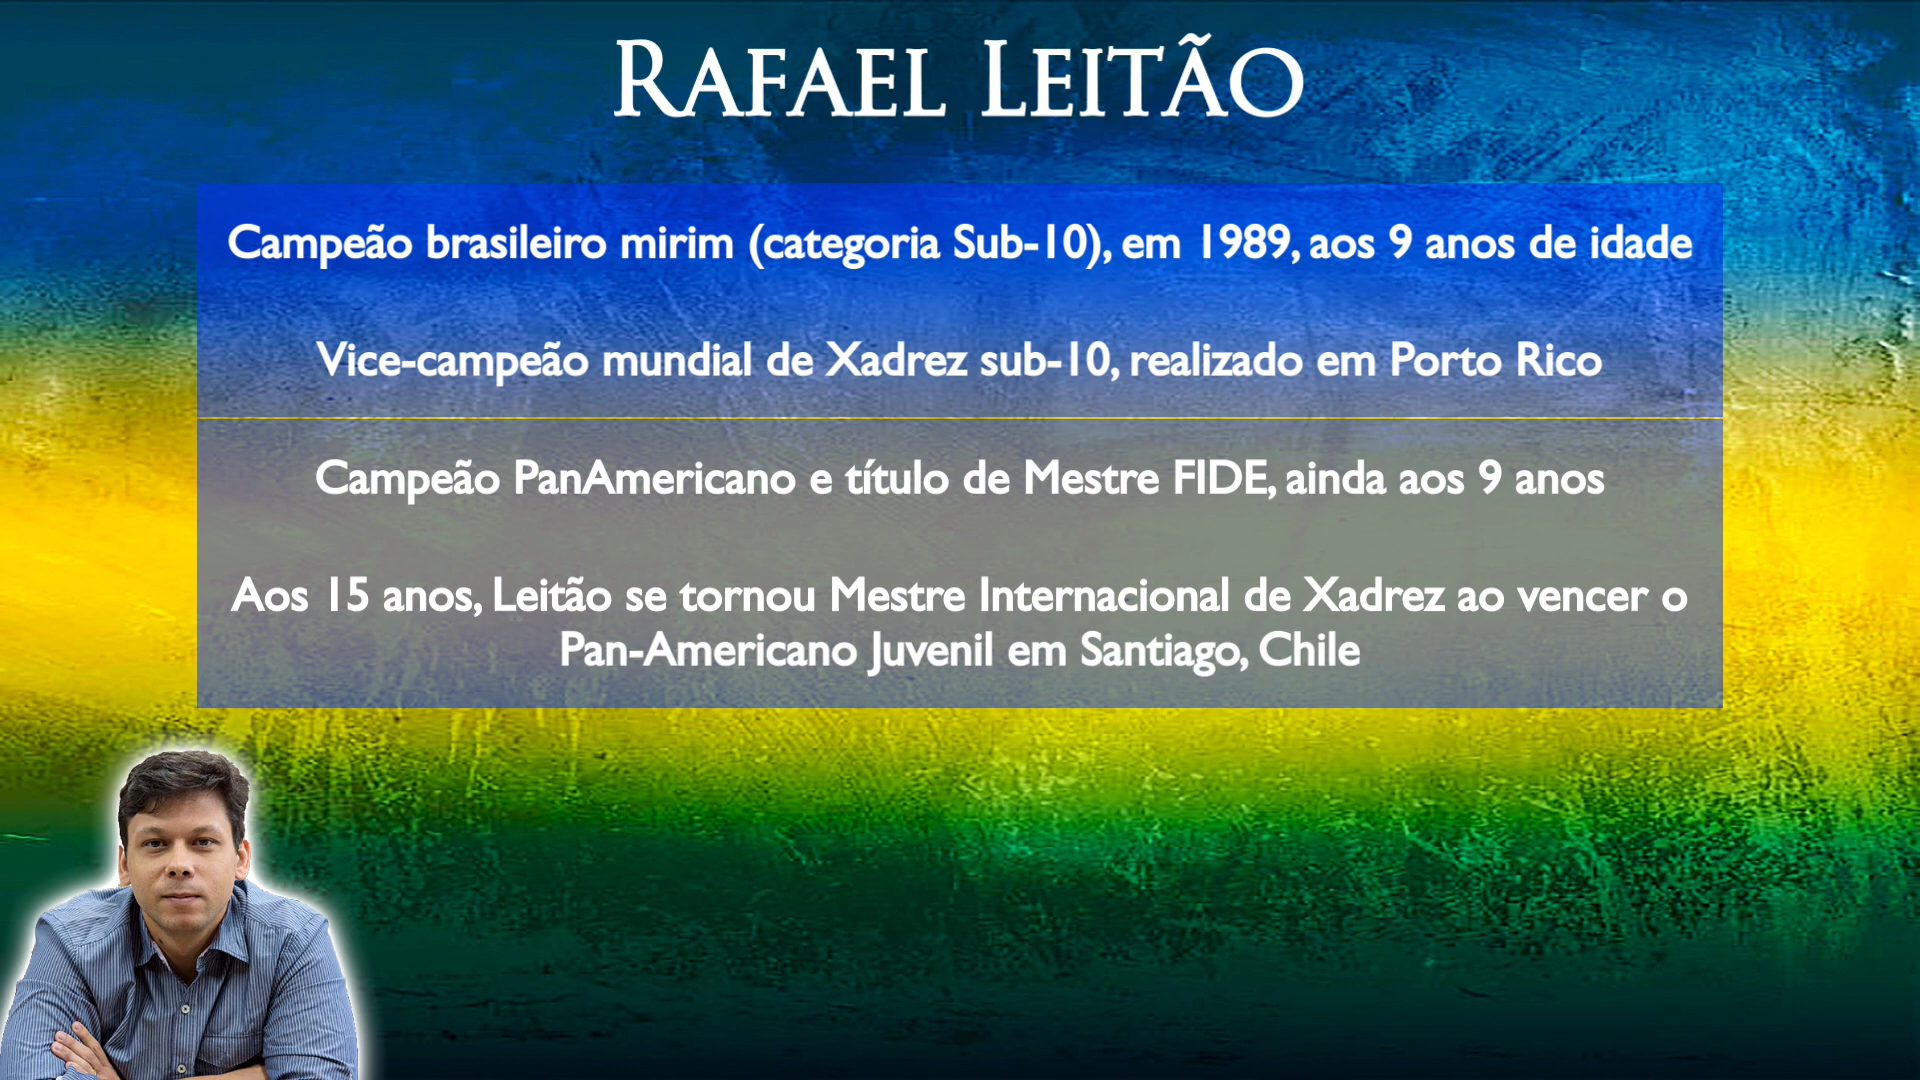 Rafael Leitão
Campeão brasileiro mirim (categoria Sub-10), em 1989, aos 9 anos de idade
Vice-campeão mundial de Xadrez sub-10, realizado em Porto Rico
Campeão PanAmericano e título de Mestre FIDE, ainda aos 9 anos
Aos 15 anos, Leitão se tornou Mestre Internacional de Xadrez ao vencer o
Pan-Americano Juvenil em Santiago, Chile